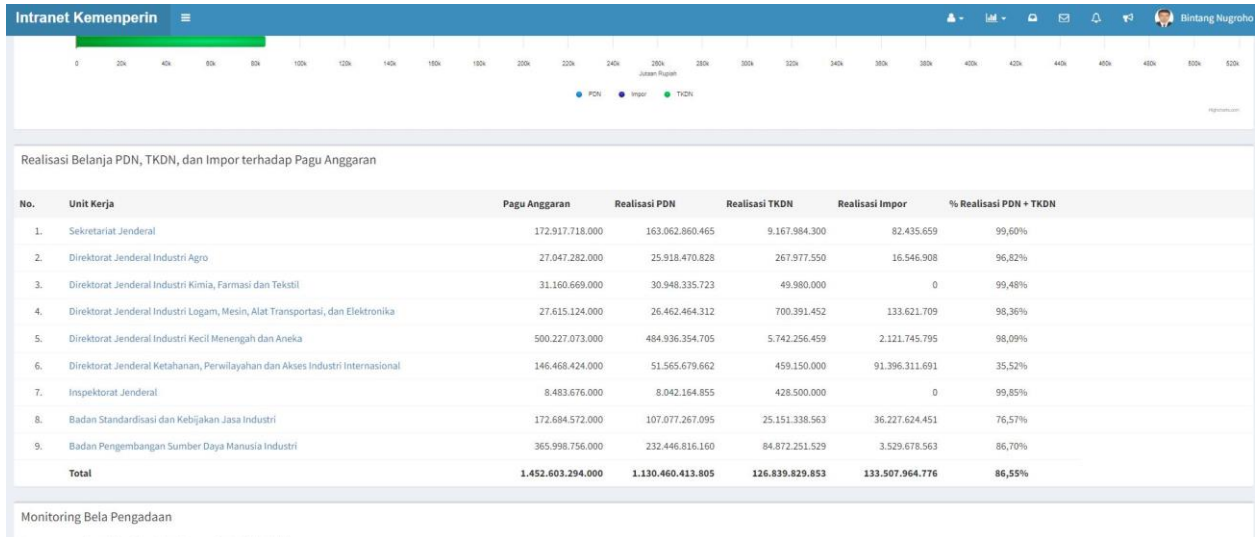 Intranet Kemenperin
Bintang Nugroho
0 20k 40k 60k 80k 100k 120k 140k 160k 180k 200k 220k 240k 260k 280k 300k 320k 340k 360k 380k 400k 420k 440k 460k 480k 500k 520k
Jutaan Rupiah
PDN Impor TKDN
Highcharts.com
Realisasi Belanja PDN, TKDN, dan Impor terhadap Pagu Anggaran
No. Unit Kerja Pagu Anggaran Realisasi PDN Realisasi TKDN Realisasi Impor % Realisasi PDN + TKDN
1. Sekretariat Jenderal 172.917.718.000 163.062.860.465 9.167.984.300 82.435.659 99,60%
2. Direktorat Jenderal Industri Agro 27.047.282.000 25.918.470.828 267.977.550 16.546.908 96,82%
3. Direktorat Jenderal Industri Kimia, Farmasi dan Tekstil 31.160.669.000 30.948.335.723 49.980.000 0 99,48%
4. Direktorat Jenderal Industri Logam, Mesin, Alat Transportasi, dan Elektronika 27.615.124.000 26.462.464.312 700.391.452 133.621.709 98,36%
5. Direktorat Jenderal Industri Kecil Menengah dan Aneka 500.227.073.000 484.936.354.705 5.742.256.459 2.121.745.795 98,09%
6. Direktorat Jenderal Ketahanan, Perwilayahan dan Akses Industri Internasional 146.468.424.000 51.565.679.662 459.150.000 91.396.311.691 35,52%
7. Inspektorat Jenderal 8.483.676.000 8.042.164.855 428.500.000 0 99,85%
8. Badan Standardisasi dan Kebijakan Jasa Industri 172.684.572.000 107.077.267.095 25.151.338.563 36.227.624.451 76,57%
9. Badan Pengembangan Sumber Daya Manusia Industri 365.998.756.000 232.446.816.160 84.872.251.529 3.529.678.563 86,70%
Total 1.452.603.294.000 1.130.460.413.805 126.839.829.853 133.507.964.776 86,55%
Monitoring Bela Pengadaan